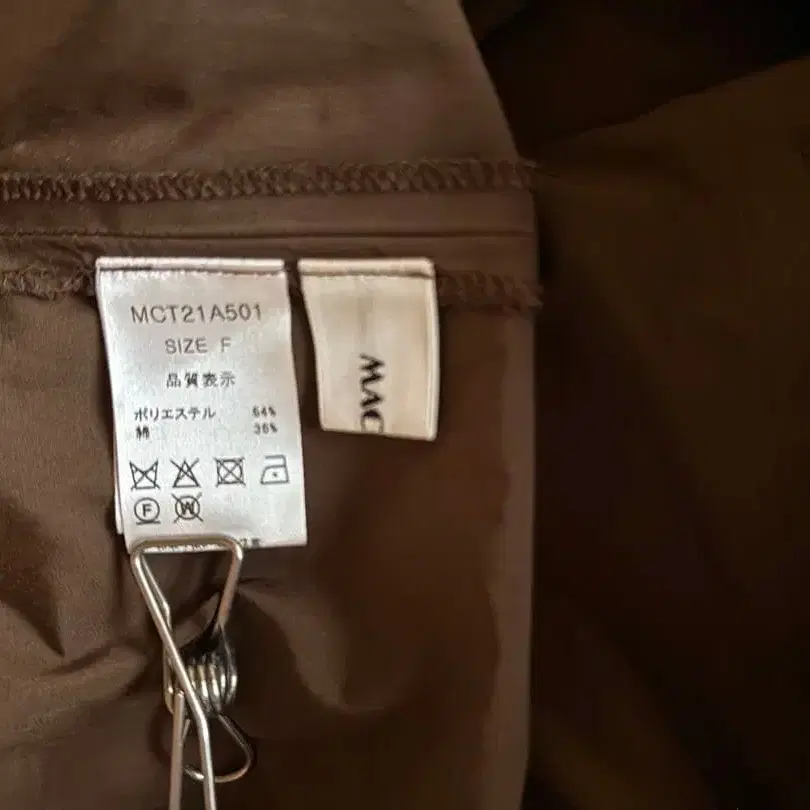 MCT21A501
SIZE F
品質表示
ポリエステル 64%
綿 36%
F
W
MAC